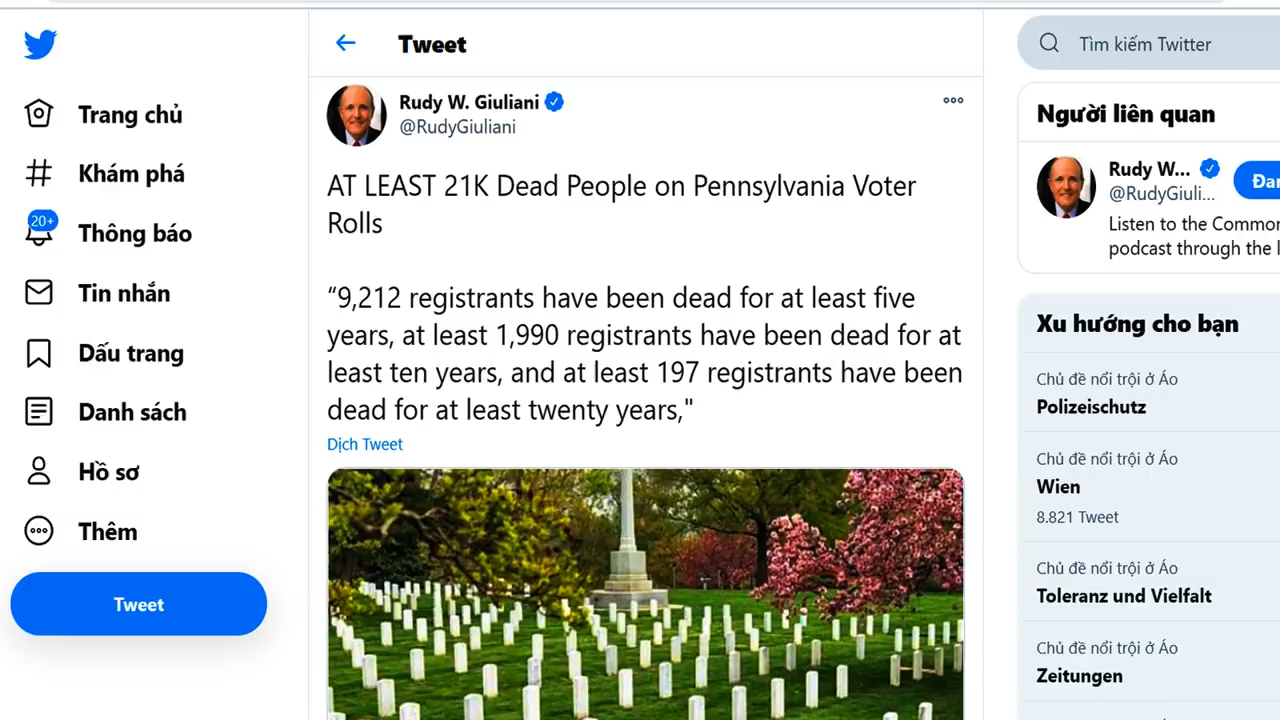 Tweet
Rudy W. Giuliani
@RudyGiuliani
AT LEAST 21K Dead People on Pennsylvania Voter
Rolls
“9,212 registrants have been dead for at least five
years, at least 1,990 registrants have been dead for at
least ten years, and at least 197 registrants have been
dead for at least twenty years,"
Dịch Tweet
Trang chủ
Khám phá
20+
Thông báo
Tin nhắn
Dấu trang
Danh sách
Hồ sơ
Thêm
Tweet
Tìm kiếm Twitter
Người liên quan
Rudy W...
@RudyGiuli...
Listen to the
podcast through the
Xu hướng cho bạn
Chủ đề nổi trội ở Áo
Polizeischutz
Chủ đề nổi trội ở Áo
Wien
8.821 Tweet
Chủ đề nổi trội ở Áo
Toleranz und Vielfalt
Chủ đề nổi trội ở Áo
Zeitungen